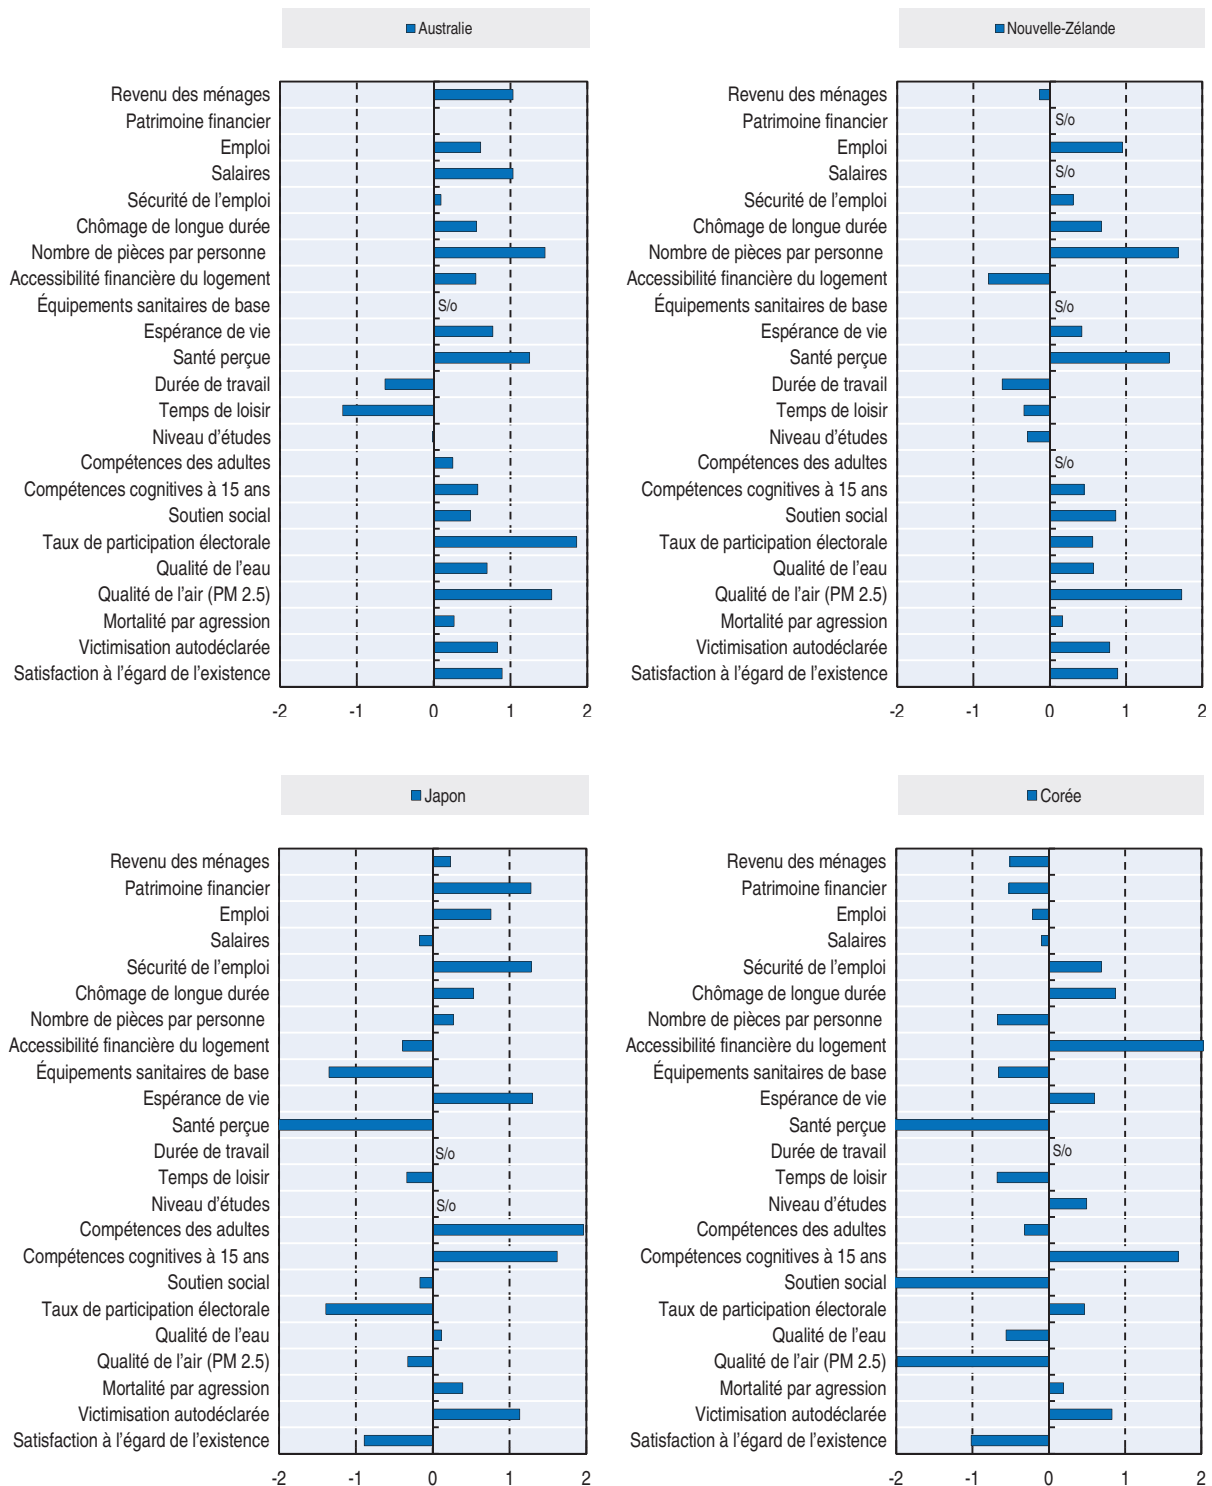 Australie
Revenu des ménages
Patrimoine financier
Emploi
Salaires
Sécurité de l'emploi
Chômage de longue durée
Nombre de pièces par personne
Accessibilité financière du logement
Équipements sanitaires de base S/o
Espérance de vie
Santé perçue
Durée de travail
Temps de loisir
Niveau d'études
Compétences des adultes
Compétences cognitives à 15 ans
Soutien social
Taux de participation électorale
Qualité de l'eau
Qualité de l'air (PM 2.5)
Mortalité par agression
Victimisation autodéclarée
Satisfaction à l'égard de l'existence
-2 -1 0 1 2
Nouvelle-Zélande
Revenu des ménages
Patrimoine financier S/o
Emploi
Salaires S/o
Sécurité de l'emploi
Chômage de longue durée
Nombre de pièces par personne
Accessibilité financière du logement
Équipements sanitaires de base S/o
Espérance de vie
Santé perçue
Durée de travail
Temps de loisir
Niveau d'études
Compétences des adultes S/o
Compétences cognitives à 15 ans
Soutien social
Taux de participation électorale
Qualité de l'eau
Qualité de l'air (PM 2.5)
Mortalité par agression
Victimisation autodéclarée
Satisfaction à l'égard de l'existence
-2 -1 0 1 2
Japon
Revenu des ménages
Patrimoine financier
Emploi
Salaires
Sécurité de l'emploi
Chômage de longue durée
Nombre de pièces par personne
Accessibilité financière du logement
Équipements sanitaires de base
Espérance de vie
Santé perçue
Durée de travail S/o
Temps de loisir
Niveau d'études S/o
Compétences des adultes
Compétences cognitives à 15 ans
Soutien social
Taux de participation électorale
Qualité de l'eau
Qualité de l'air (PM 2.5)
Mortalité par agression
Victimisation autodéclarée
Satisfaction à l'égard de l'existence
-2 -1 0 1 2
Corée
Revenu des ménages
Patrimoine financier
Emploi
Salaires
Sécurité de l'emploi
Chômage de longue durée
Nombre de pièces par personne
Accessibilité financière du logement
Équipements sanitaires de base
Espérance de vie
Santé perçue
Durée de travail S/o
Temps de loisir
Niveau d'études
Compétences des adultes
Compétences cognitives à 15 ans
Soutien social
Taux de participation électorale
Qualité de l'eau
Qualité de l'air (PM 2.5)
Mortalité par agression
Victimisation autodéclarée
Satisfaction à l'égard de l'existence
-2 -1 0 1 2